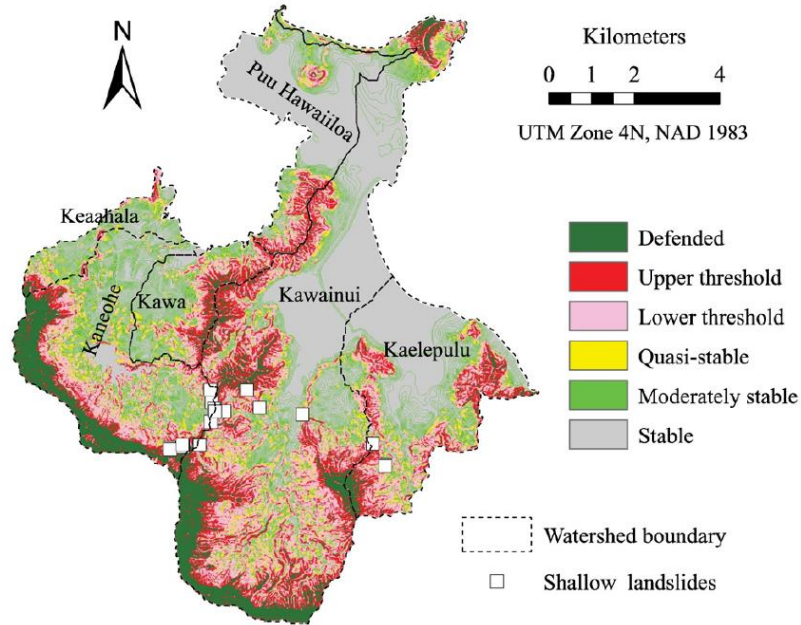 N
Kilometers
0 1 2 4
UTM Zone 4N, NAD 1983
Puu Hawaiiloa
Keaahala
Kaneohe
Kawa
Kawainui
Kaelepulu
Defended
Upper threshold
Lower threshold
Quasi-stable
Moderately stable
Stable
Watershed boundary
Shallow landslides